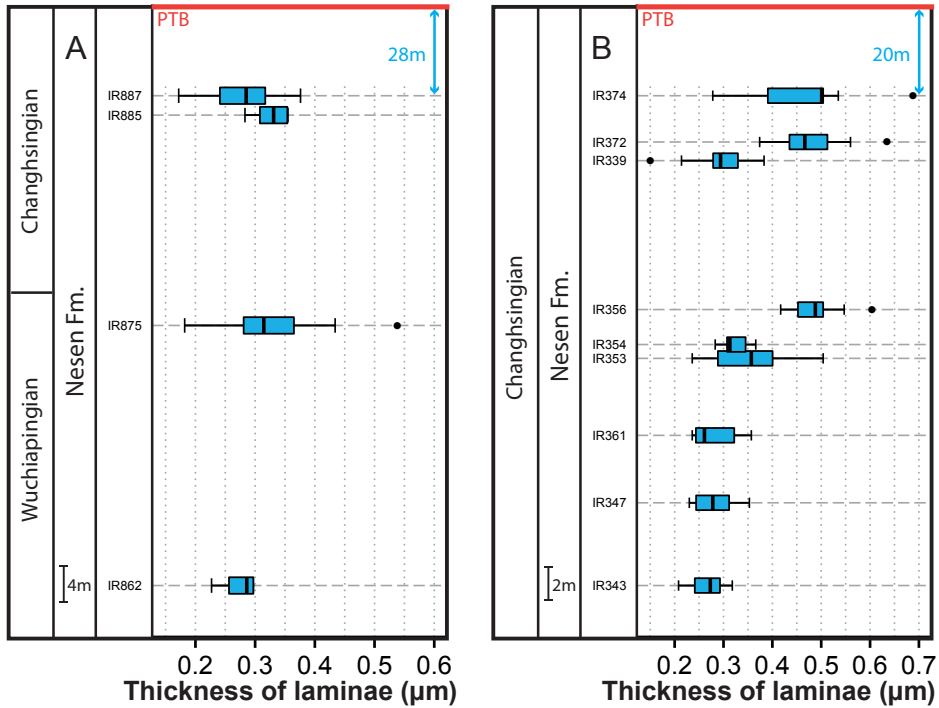 PTB
A
28m
Changhsingian
Wuchiapingian
Nesen Fm.
4m
IR887
IR885
IR875
IR862
0.2 0.3 0.4 0.5 0.6
Thickness of laminae (µm)
PTB
B
20m
Changhsingian
Nesen Fm.
2m
IR374
IR372
IR339
IR356
IR354
IR353
IR361
IR347
IR343
0.2 0.3 0.4 0.5 0.6 0.7
Thickness of laminae (µm)